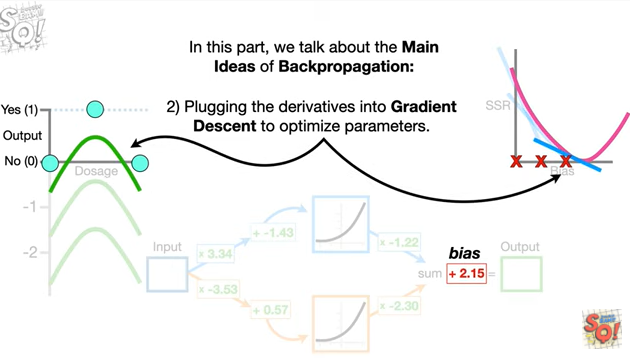 In this part, we talk about the Main
Ideas of Backpropagation:
2) Plugging the derivatives into Gradient
Descent to optimize parameters.
Yes (1)
Output
No (0)
Dosage
-1
-2
SSR
Bias
Input
x 3.34
+ -1.43
x -1.22
x -3.53
+ 0.57
x -2.30
bias
sum + 2.15 =
Output
SQ!